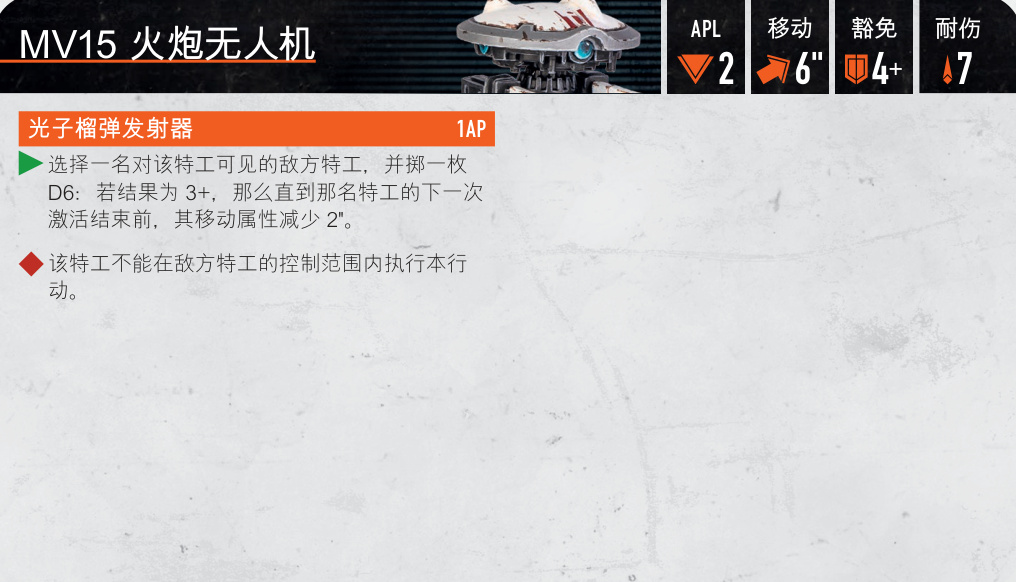 MV15 火炮无人机
APL
2
移动
6"
豁免
4+
耐伤
7
光子榴弹发射器 1AP
选择一名对该特工可见的敌方特工，并掷一枚
D6：若结果为 3+，那么直到那名特工的下一次
激活结束前，其移动属性减少 2"。
该特工不能在敌方特工的控制范围内执行本行
动。